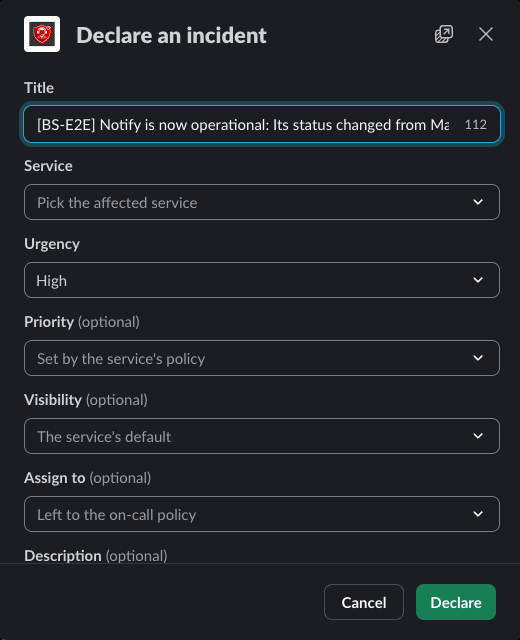 Declare an incident
Title
[BS-E2E] Notify is now operational: Its status changed from Ma 112
Service
Pick the affected service
Urgency
High
Priority (optional)
Set by the service's policy
Visibility (optional)
The service's default
Assign to (optional)
Left to the on-call policy
Description (optional)
Cancel Declare